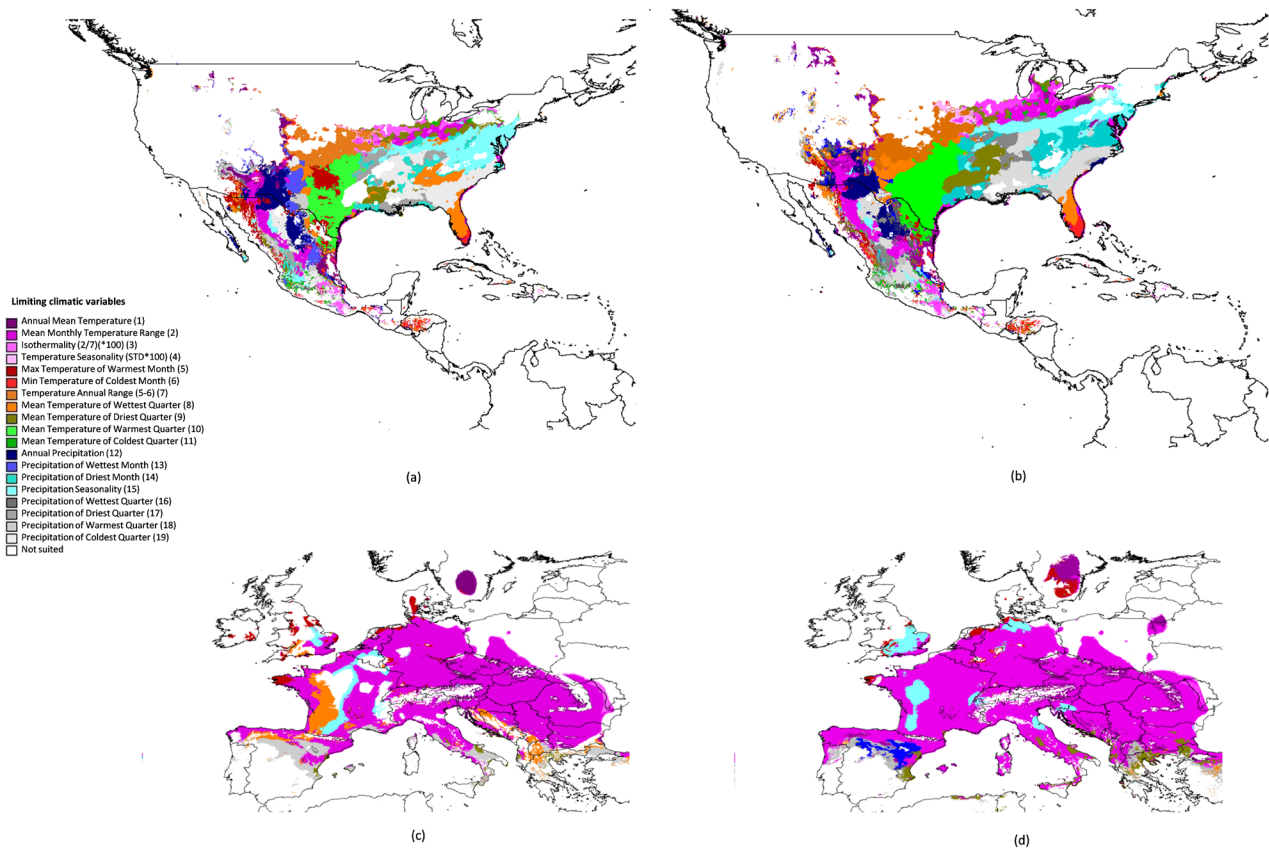 (a)
(b)
Limiting climatic variables
Annual Mean Temperature (1)
Mean Monthly Temperature Range (2)
Isothermality (2/7)(*100) (3)
Temperature Seasonality (STD*100) (4)
Max Temperature of Warmest Month (5)
Min Temperature of Coldest Month (6)
Temperature Annual Range (5-6) (7)
Mean Temperature of Wettest Quarter (8)
Mean Temperature of Driest Quarter (9)
Mean Temperature of Warmest Quarter (10)
Mean Temperature of Coldest Quarter (11)
Annual Precipitation (12)
Precipitation of Wettest Month (13)
Precipitation of Driest Month (14)
Precipitation Seasonality (15)
Precipitation of Wettest Quarter (16)
Precipitation of Driest Quarter (17)
Precipitation of Warmest Quarter (18)
Precipitation of Coldest Quarter (19)
Not suited
(c)
(d)